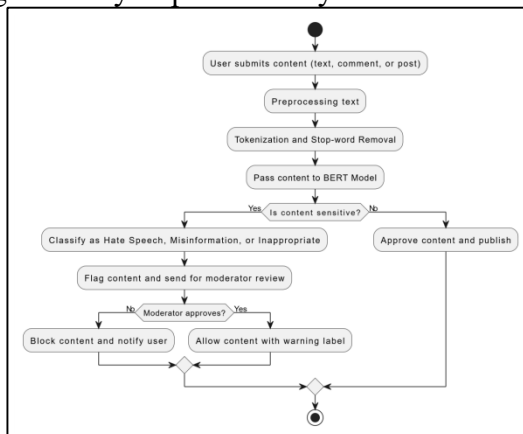 User submits content (text, comment, or post)
Preprocessing text
Tokenization and Stop-word Removal
Pass content to BERT Model
Yes Is content sensitive? No
Classify as Hate Speech, Misinformation, or Inappropriate Approve content and publish
Flag content and send for moderator review
No Moderator approves? Yes
Block content and notify user Allow content with warning label